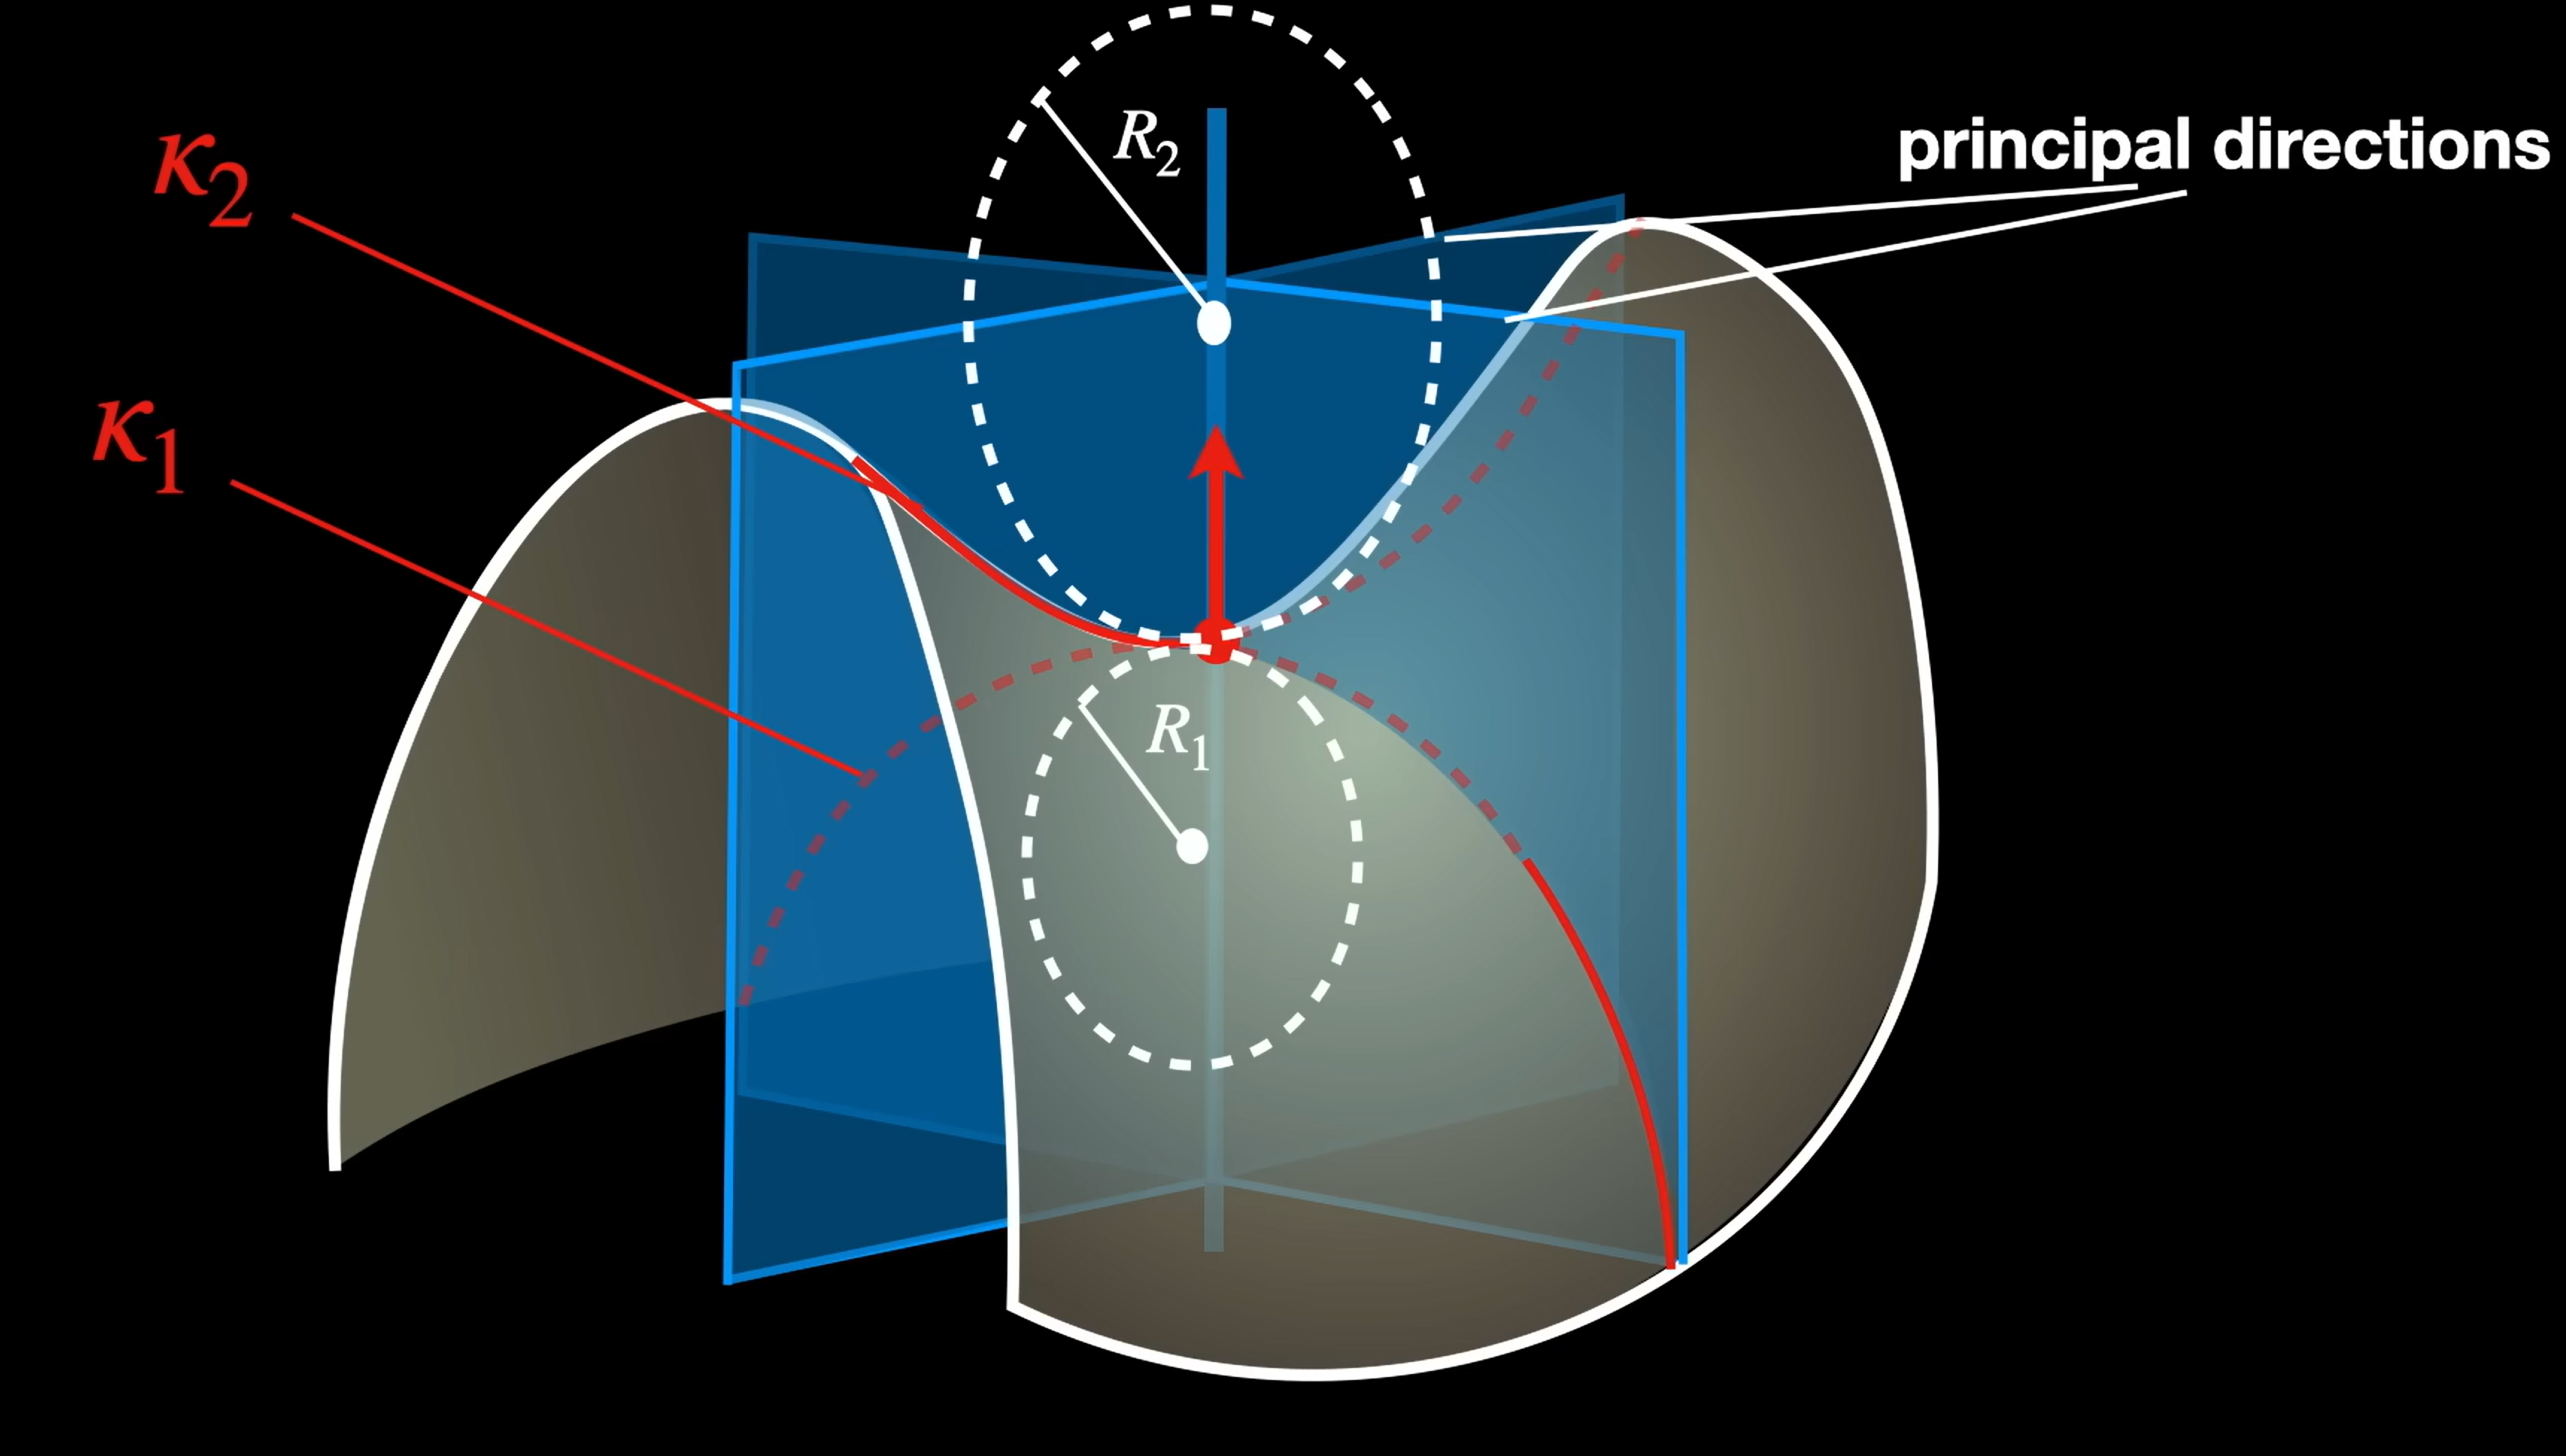 R₂
principal directions
κ₂
κ₁
R₁